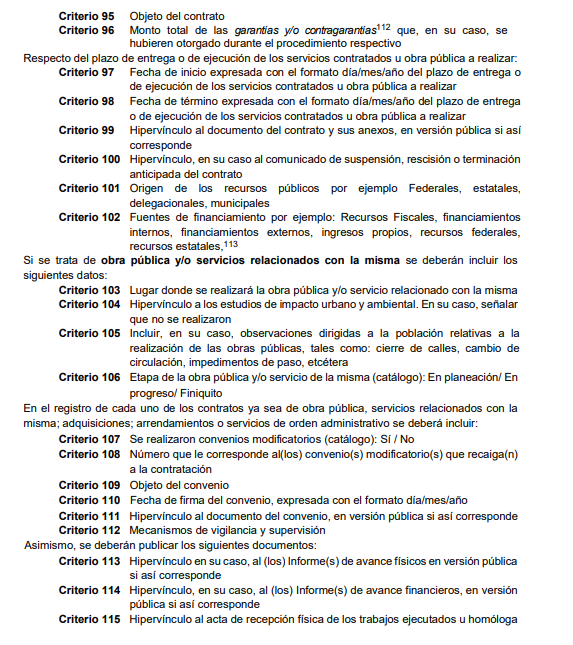 Criterio 95 Objeto del contrato
Criterio 96 Monto total de las garantías y/o contragarantías112 que, en su caso, se
hubieren otorgado durante el procedimiento respectivo
Respecto del plazo de entrega o de ejecución de los servicios contratados u obra pública a realizar:
Criterio 97 Fecha de inicio expresada con el formato día/mes/año del plazo de entrega o
de ejecución de los servicios contratados u obra pública a realizar
Criterio 98 Fecha de término expresada con el formato día/mes/año del plazo de entrega
o de ejecución de los servicios contratados u obra pública a realizar
Criterio 99 Hipervínculo al documento del contrato y sus anexos, en versión pública si así
corresponde
Criterio 100 Hipervínculo, en su caso al comunicado de suspensión, rescisión o terminación
anticipada del contrato
Criterio 101 Origen de los recursos públicos por ejemplo Federales, estatales,
delegacionales, municipales
Criterio 102 Fuentes de financiamiento por ejemplo: Recursos Fiscales, financiamientos
internos, financiamientos externos, ingresos propios, recursos federales,
recursos estatales,113
Si se trata de obra pública y/o servicios relacionados con la misma se deberán incluir los
siguientes datos:
Criterio 103 Lugar donde se realizará la obra pública y/o servicio relacionado con la misma
Criterio 104 Hipervínculo a los estudios de impacto urbano y ambiental. En su caso, señalar
que no se realizaron
Criterio 105 Incluir, en su caso, observaciones dirigidas a la población relativas a la
realización de las obras públicas, tales como: cierre de calles, cambio de
circulación, impedimentos de paso, etcétera
Criterio 106 Etapa de la obra pública y/o servicio de la misma (catálogo): En planeación/ En
progreso/ Finiquito
En el registro de cada uno de los contratos ya sea de obra pública, servicios relacionados con la
misma; adquisiciones; arrendamientos o servicios de orden administrativo se deberá incluir:
Criterio 107 Se realizaron convenios modificatorios (catálogo): Sí / No
Criterio 108 Número que le corresponde al(los) convenio(s) modificatorio(s) que recaiga(n)
a la contratación
Criterio 109 Objeto del convenio
Criterio 110 Fecha de firma del convenio, expresada con el formato día/mes/año
Criterio 111 Hipervínculo al documento del convenio, en versión pública si así corresponde
Criterio 112 Mecanismos de vigilancia y supervisión
Asimismo, se deberán publicar los siguientes documentos:
Criterio 113 Hipervínculo en su caso, al (los) Informe(s) de avance físicos en versión pública
si así corresponde
Criterio 114 Hipervínculo, en su caso, al (los) Informe(s) de avance financieros, en versión
pública si así corresponde
Criterio 115 Hipervínculo al acta de recepción física de los trabajos ejecutados u homóloga